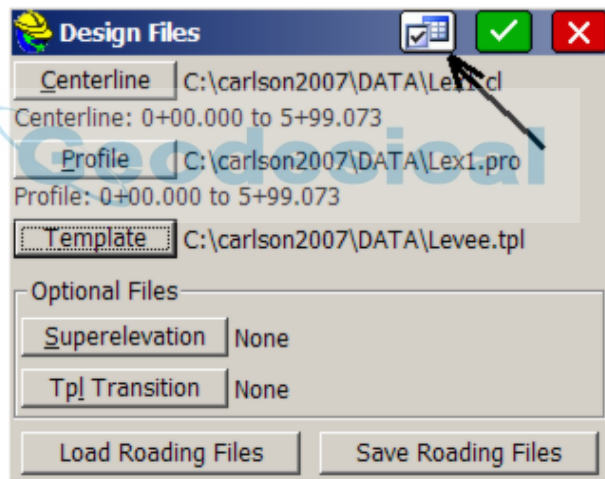 Design Files
Centerline C:\carlson2007\DATA\Lex1.cl
Centerline: 0+00.000 to 5+99.073
Geodesical
Profile C:\carlson2007\DATA\Lex1.pro
Profile: 0+00.000 to 5+99.073
Template C:\carlson2007\DATA\Levee.tpl
Optional Files
Superelevation None
Tpl Transition None
Load Roading Files Save Roading Files